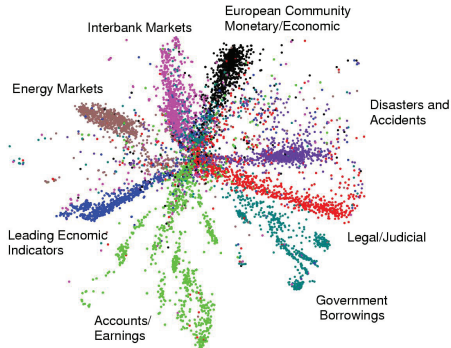 European Community
Monetary/Economic
Interbank Markets
Energy Markets
Disasters and
Accidents
Leading Ecnomic
Indicators
Legal/Judicial
Government
Borrowings
Accounts/
Earnings